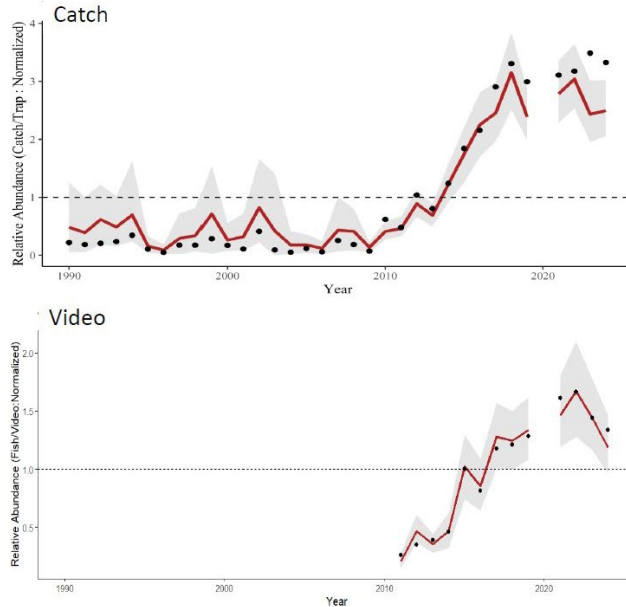 Catch
Relative Abundance (Catch/Trap : Normalized)
4
3
2
1
0
1990
2000
2010
2020
Year
Video
Relative Abundance (Fish/Video:Normalized)
2.0
1.5
1.0
0.5
1990
2000
2010
2020
Year